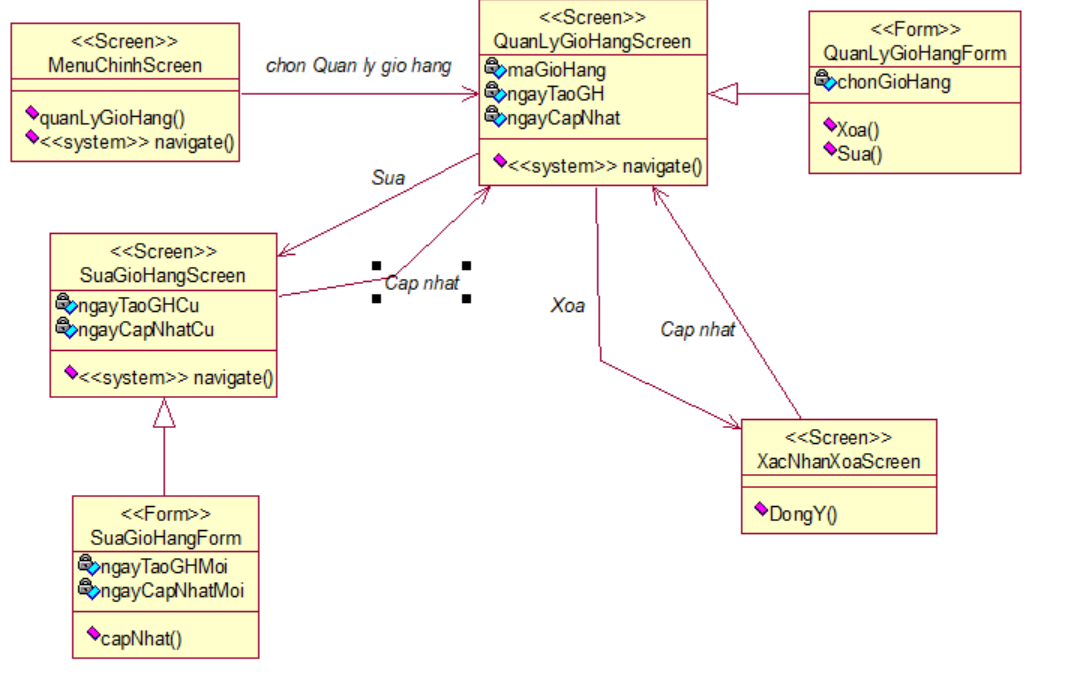 <<Screen>>
MenuChinhScreen
quanLyGioHang()
<<system>> navigate()
chon Quan ly gio hang
<<Screen>>
QuanLyGioHangScreen
maGioHang
ngayTaoGH
ngayCapNhat
<<system>> navigate()
<<Form>>
QuanLyGioHangForm
chonGioHang
Xoa()
Sua()
Sua
Cap nhat
Xoa
Cap nhat
<<Screen>>
SuaGioHangScreen
ngayTaoGHCu
ngayCapNhatCu
<<system>> navigate()
<<Screen>>
XacNhanXoaScreen
DongY()
<<Form>>
SuaGioHangForm
ngayTaoGHMoi
ngayCapNhatMoi
capNhat()